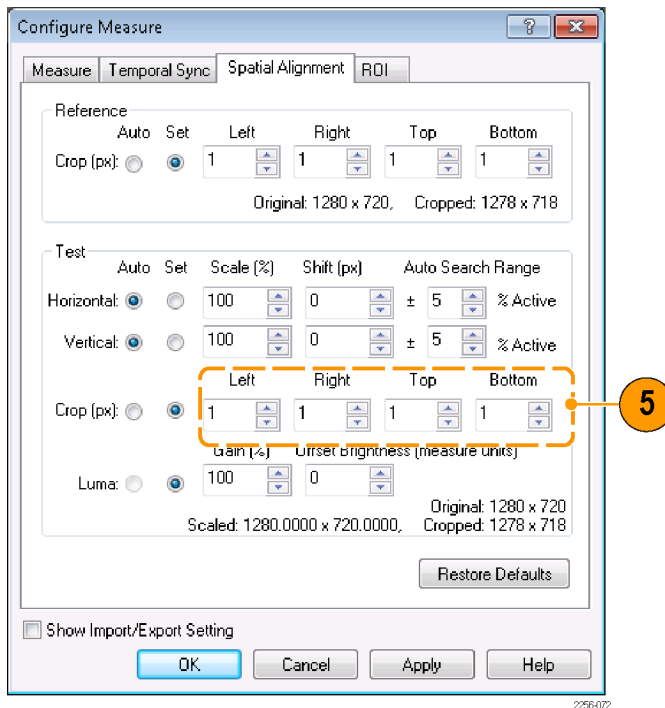 Configure Measure
Measure Temporal Sync Spatial Alignment ROI
Reference
Auto Set Left Right Top Bottom
Crop (px): 1 1 1 1
Original: 1280 x 720, Cropped: 1278 x 718
Test
Auto Set Scale (%) Shift (px) Auto Search Range
Horizontal: 100 0 ± 5 % Active
Vertical: 100 0 ± 5 % Active
Left Right Top Bottom
Crop (px): 1 1 1 1
5
Gain (%) Offset Brightness (measure units)
Luma: 100 0
Original: 1280 x 720
Scaled: 1280.0000 x 720.0000, Cropped: 1278 x 718
Restore Defaults
Show Import/Export Setting
OK Cancel Apply Help
2256-072